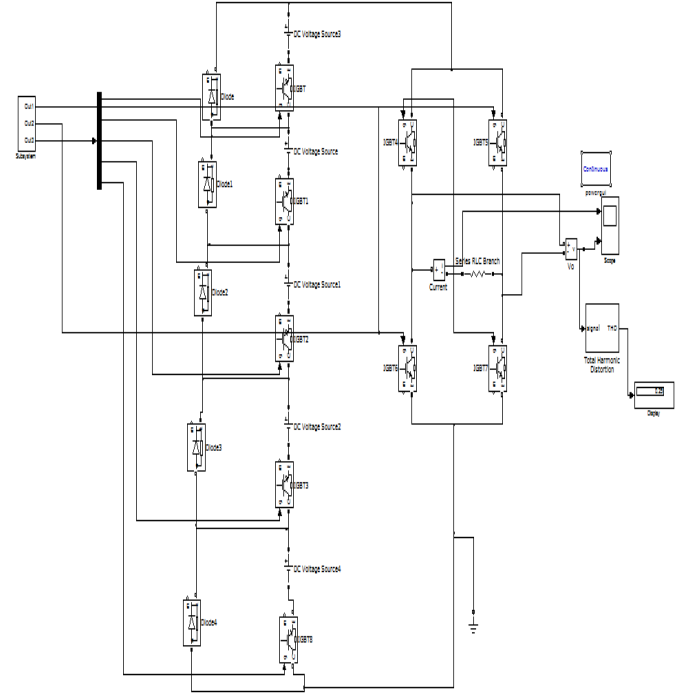 DC Voltage Source3
IGBT
Diode
Out1
Out2
Out3
Subsystem
DC Voltage Source
Diode1
IGBT1
IGBT4
IGBT5
Continuous
powergui
Scope
Vo
Series RLC Branch
Current
Diode2
DC Voltage Source1
IGBT2
IGBT6
IGBT7
signal THD
Total Harmonic
Distortion
Display
DC Voltage Source2
Diode3
IGBT3
DC Voltage Source4
Diode4
IGBT8